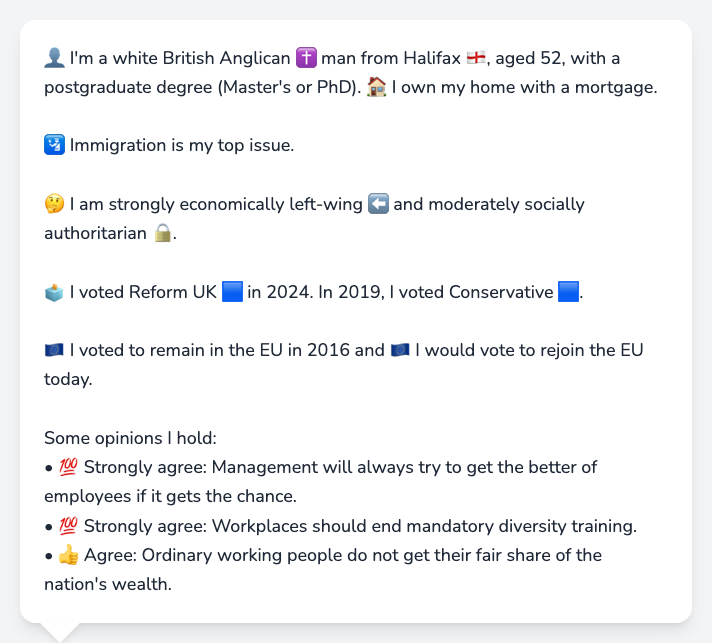 👤 I'm a white British Anglican ✝️ man from Halifax 🏴󠁧󠁢󠁥󠁮󠁧󠁿, aged 52, with a
postgraduate degree (Master's or PhD). 🏠 I own my home with a mortgage.
🛂 Immigration is my top issue.
🤔 I am strongly economically left-wing ⬅️ and moderately socially
authoritarian 🔒.
🗳️ I voted Reform UK 🟦 in 2024. In 2019, I voted Conservative 🟦.
🇪🇺 I voted to remain in the EU in 2016 and 🇪🇺 I would vote to rejoin the EU
today.
Some opinions I hold:
• 💯 Strongly agree: Management will always try to get the better of
employees if it gets the chance.
• 💯 Strongly agree: Workplaces should end mandatory diversity training.
• 👍 Agree: Ordinary working people do not get their fair share of the
nation's wealth.